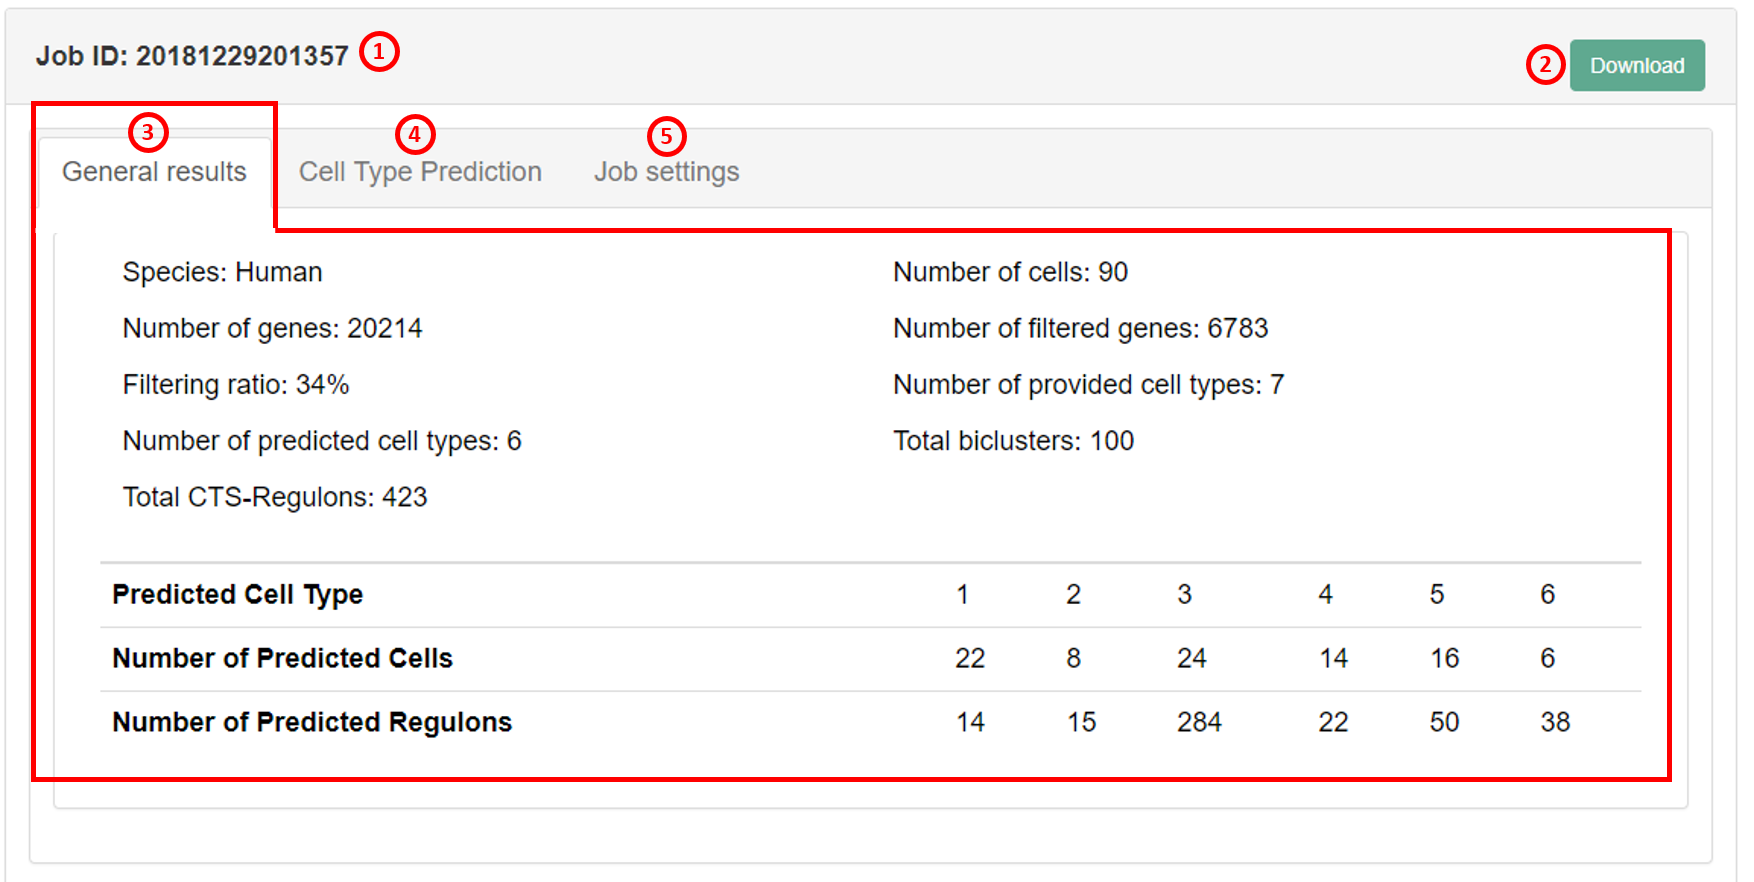 Job ID: 20181229201357 1
2 Download
3 4 5
General results Cell Type Prediction Job settings
Species: Human Number of cells: 90
Number of genes: 20214 Number of filtered genes: 6783
Filtering ratio: 34% Number of provided cell types: 7
Number of predicted cell types: 6 Total biclusters: 100
Total CTS-Regulons: 423
Predicted Cell Type 1 2 3 4 5 6
Number of Predicted Cells 22 8 24 14 16 6
Number of Predicted Regulons 14 15 284 22 50 38